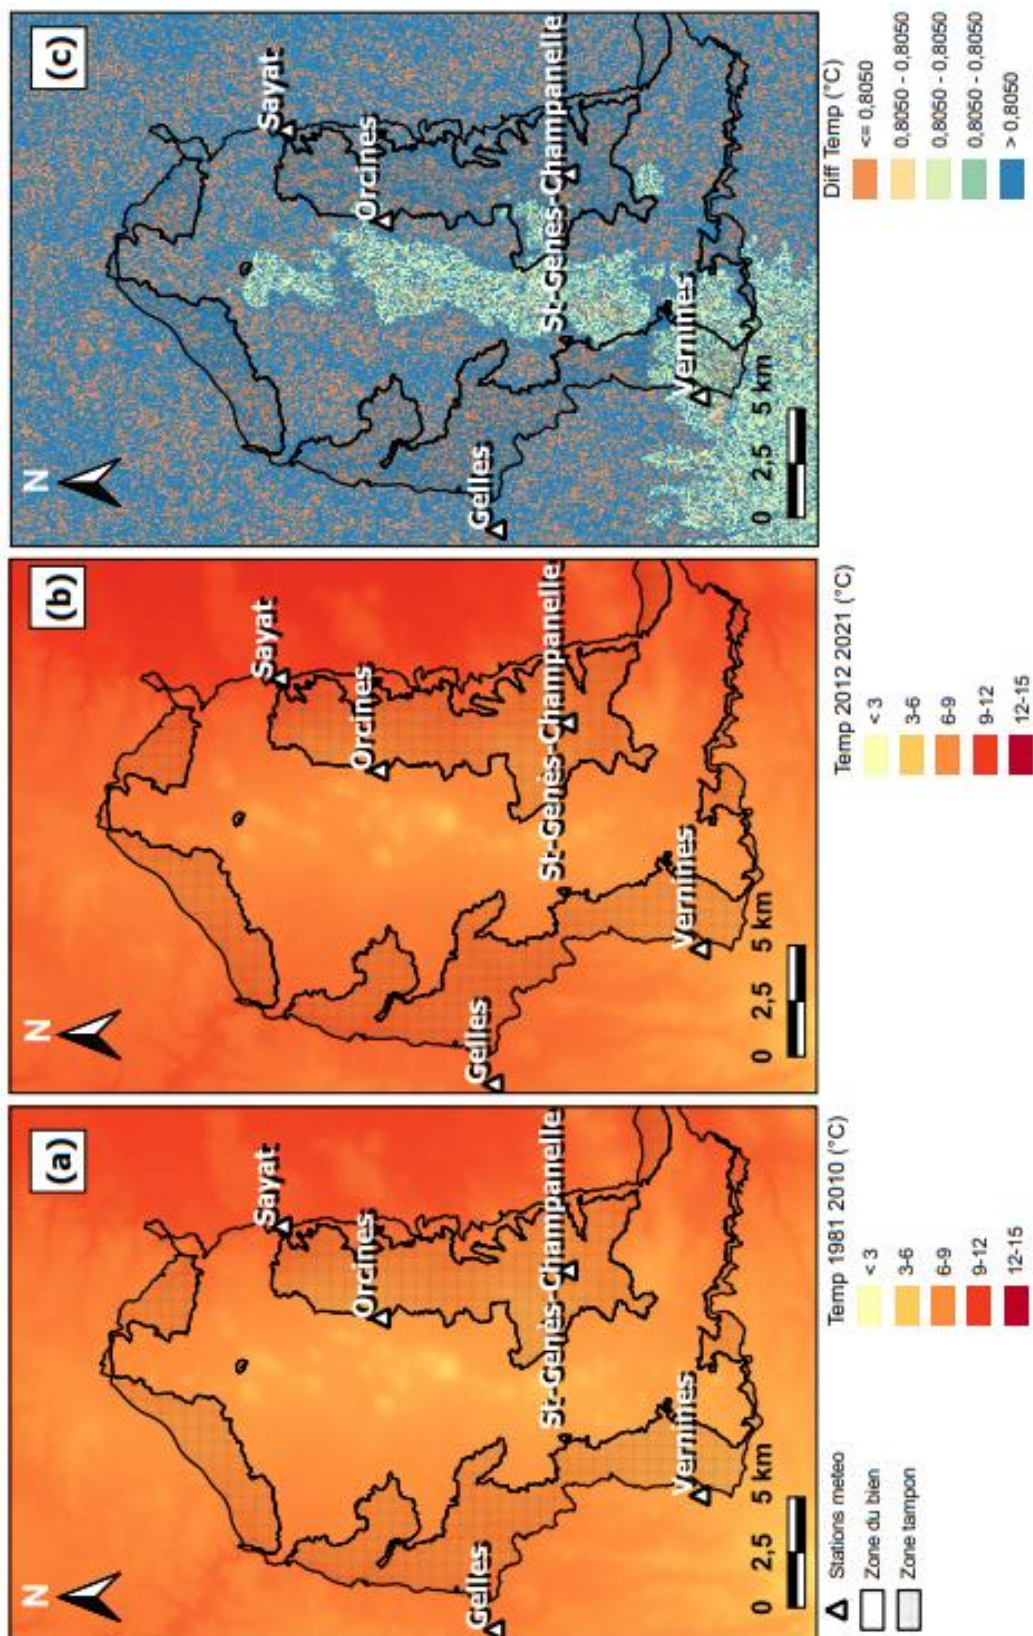 (a)
N
Sayat
Orcines
Gelles
St-Genès-Champanelle
Vernines
0 2,5 5 km
Stations meteo
Zone du bien
Zone tampon
Temp 1981 2010 (°C)
< 3
3-6
6-9
9-12
12-15
(b)
N
Sayat
Orcines
Gelles
St-Genès-Champanelle
Vernines
0 2,5 5 km
Temp 2012 2021 (°C)
< 3
3-6
6-9
9-12
12-15
(c)
N
Sayat
Orcines
Gelles
St-Genès-Champanelle
Vernines
0 2,5 5 km
Diff Temp (°C)
<= 0,8050
0,8050 - 0,8050
0,8050 - 0,8050
0,8050 - 0,8050
> 0,8050